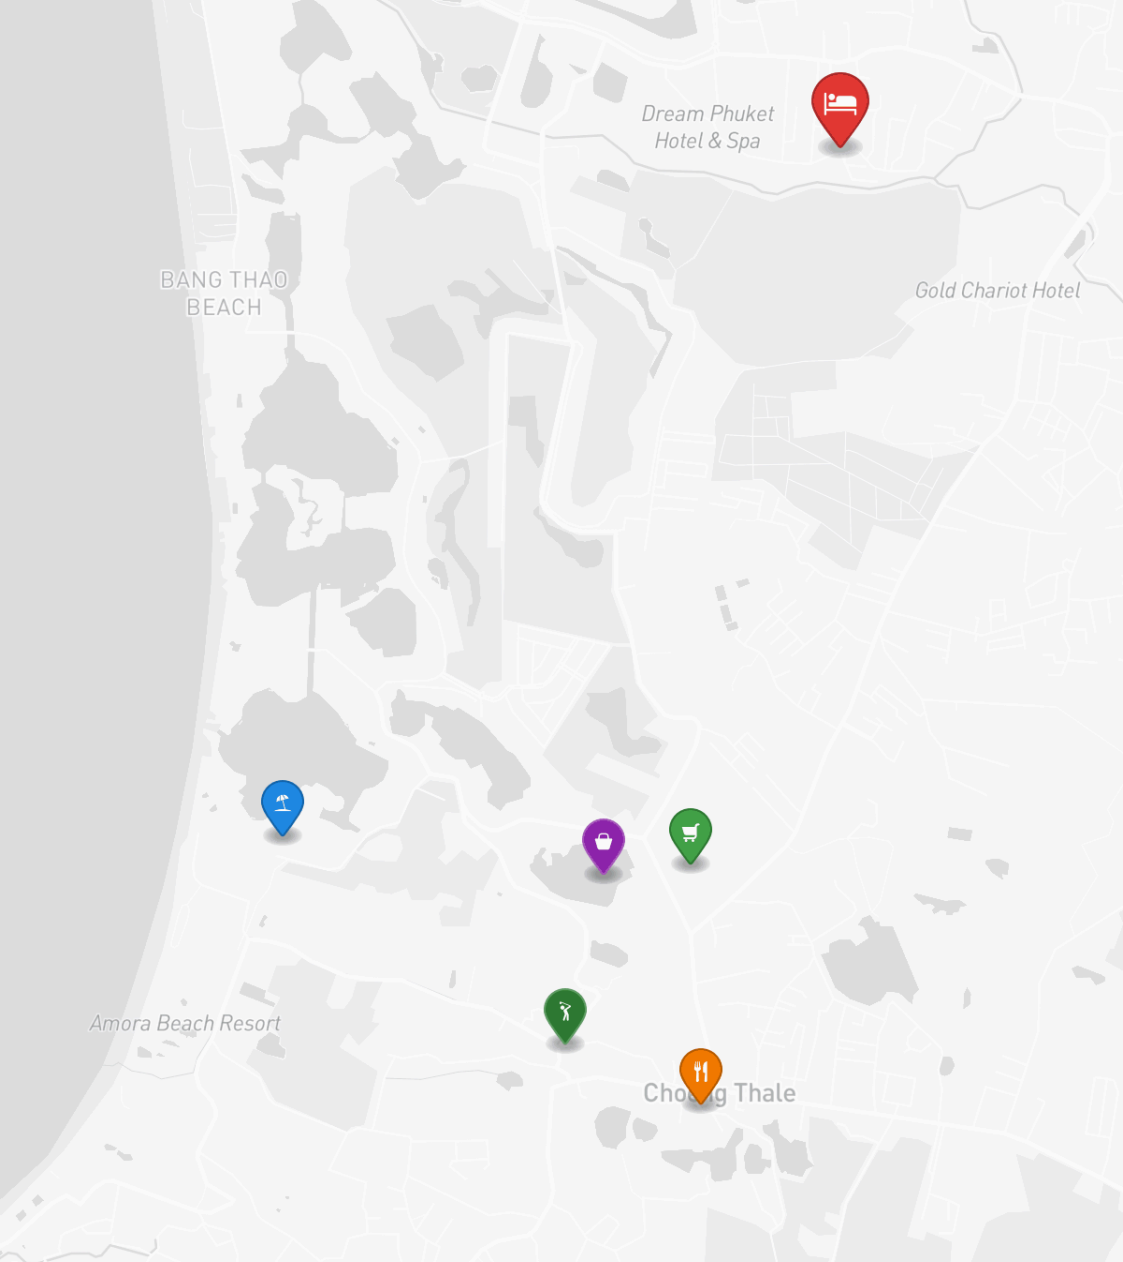 Dream Phuket
Hotel & Spa
BANG THAO
BEACH
Gold Chariot Hotel
Amora Beach Resort
Thale